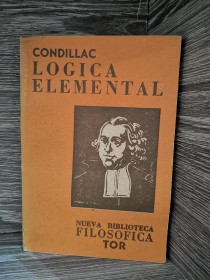 CONDILLAC
LOGICA
ELEMENTAL
NUEVA BIBLIOTECA
FILOSOFICA
TOR